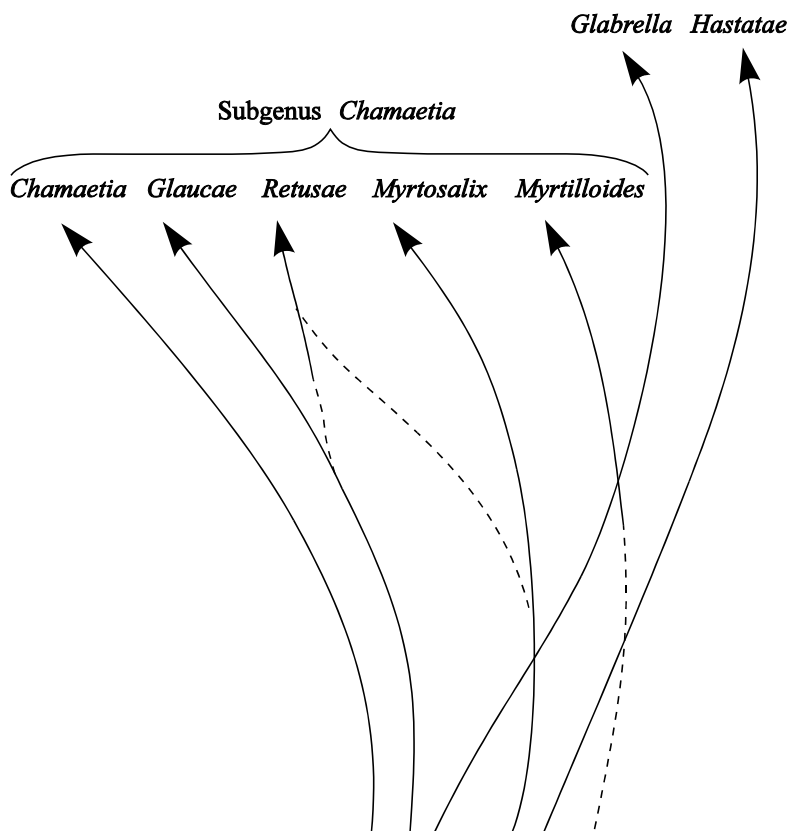 Glabrella Hastatae
Subgenus Chamaetia
Chamaetia Glaucae Retusae Myrtosalix Myrtilloides